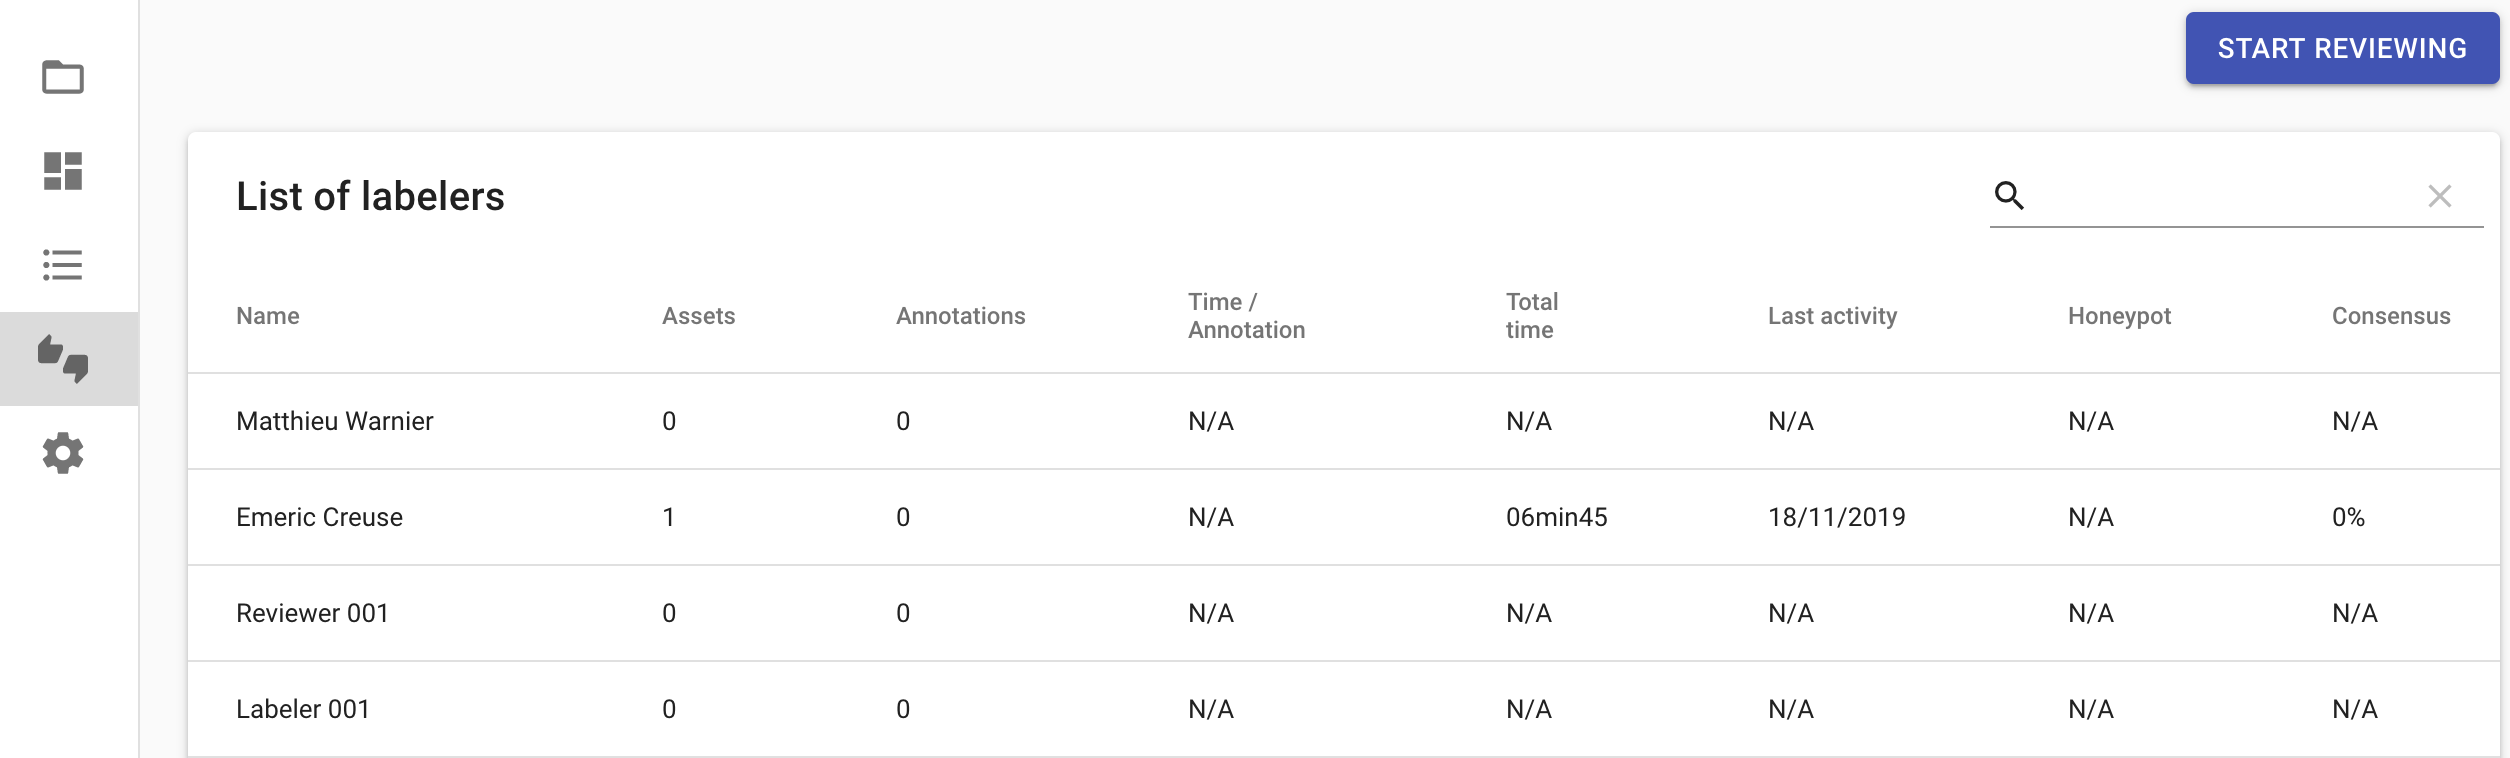 START REVIEWING
List of labelers
Name Assets Annotations Time / Annotation Total time Last activity Honeypot Consensus
Matthieu Warnier 0 0 N/A N/A N/A N/A N/A
Emeric Creuse 1 0 N/A 06min45 18/11/2019 N/A 0%
Reviewer 001 0 0 N/A N/A N/A N/A N/A
Labeler 001 0 0 N/A N/A N/A N/A N/A